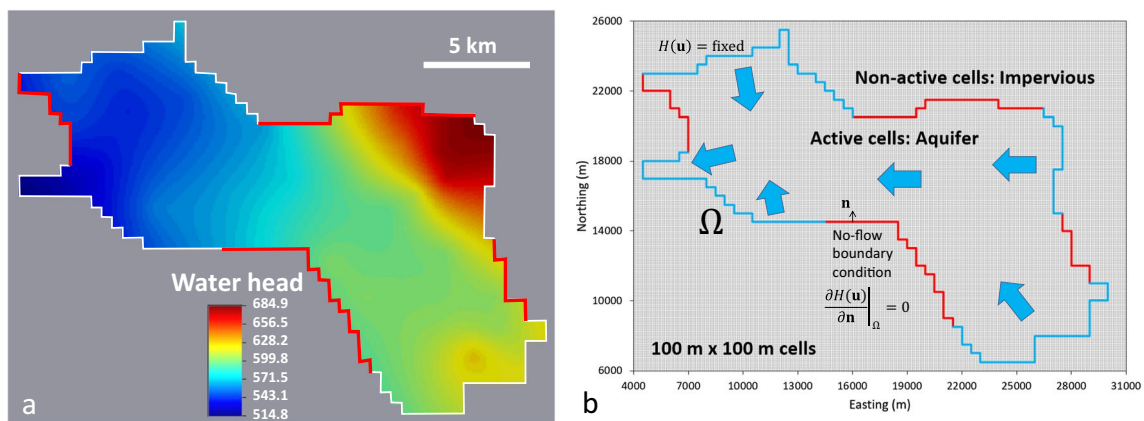 5 km
Water head
684.9
656.5
628.2
599.8
571.5
543.1
514.8
a
26000
22000
18000
14000
10000
6000
Northing (m)
H(𝐮) = fixed
Non-active cells: Impervious
Active cells: Aquifer
Ω
𝐧
No-flow
boundary
condition
∂H(𝐮)/∂𝐧|Ω = 0
100 m x 100 m cells
4000 7000 10000 13000 16000 19000 22000 25000 28000 31000
Easting (m)
b